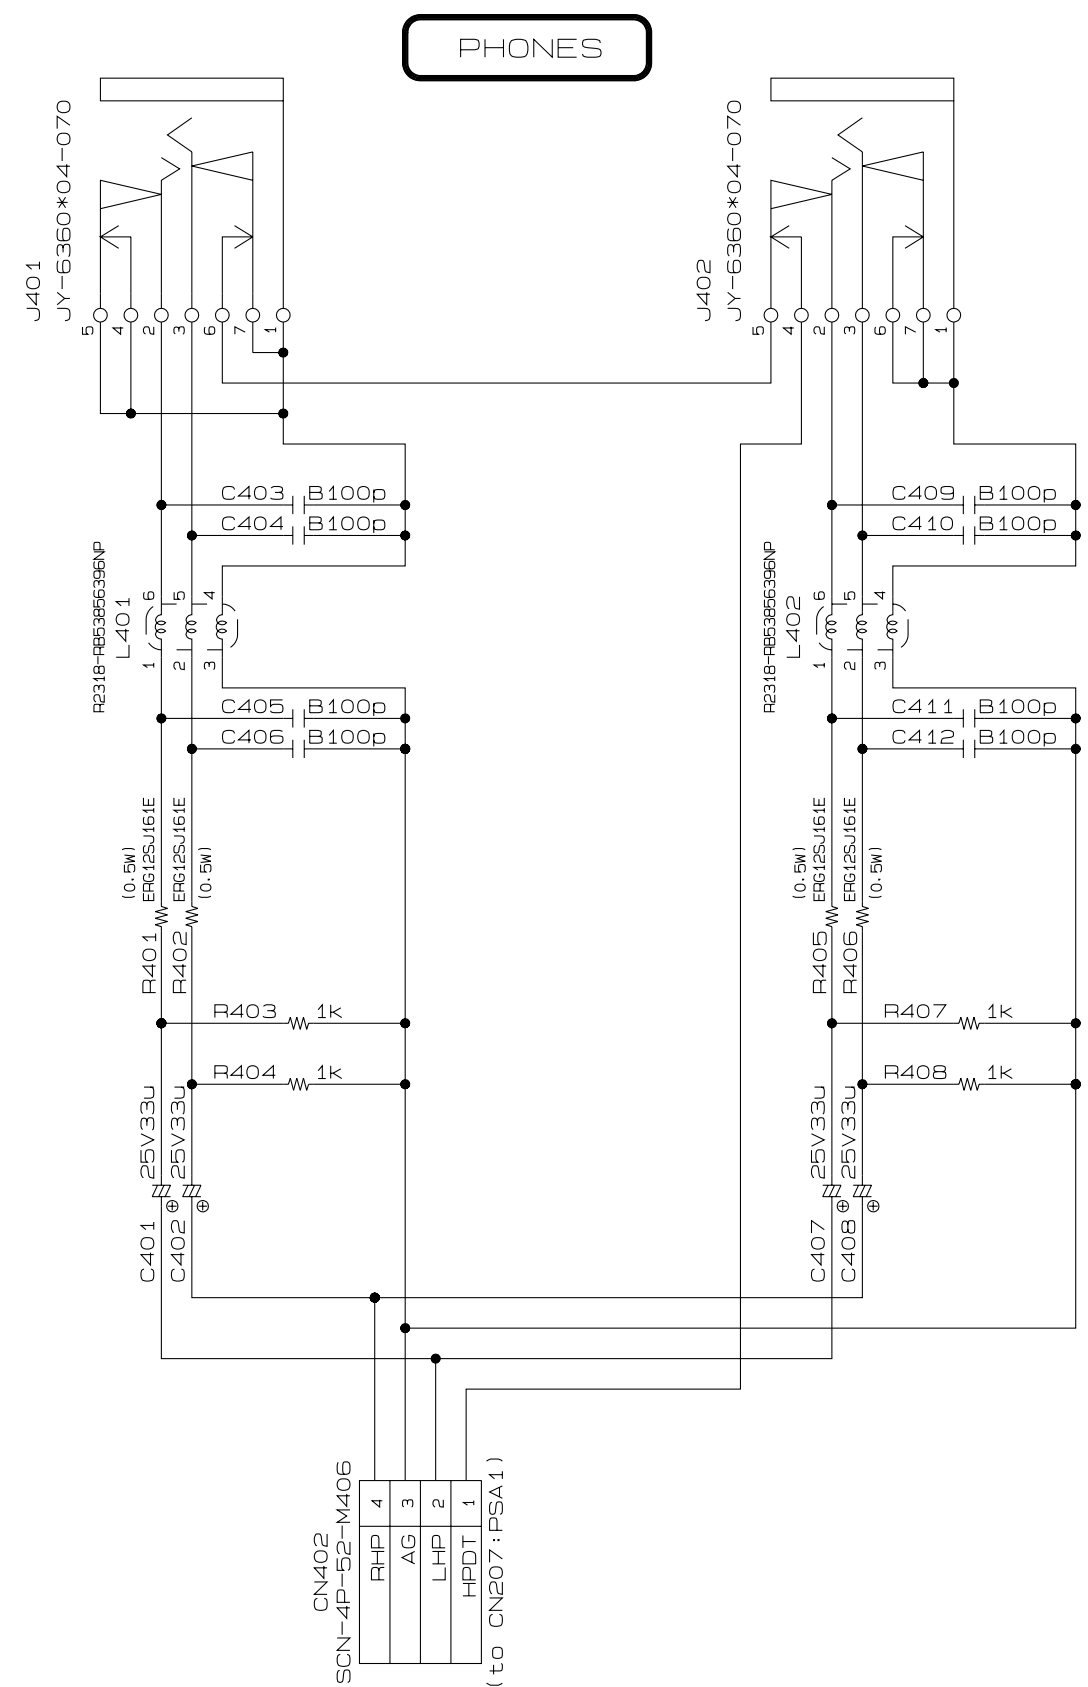 PHONES
J401
JY-6360*04-070
5
4
2
3
6
7
1
J402
JY-6360*04-070
5
4
2
3
6
7
1
C403 B100p
C404 B100p
C409 B100p
C410 B100p
L401
6
5
4
1
2
3
L402
6
5
4
1
2
3
C405 B100p
C406 B100p
C411 B100p
C412 B100p
(0.5W)
ERG12SJ161E
ERG12SJ161E
(0.5W)
R401
R402
(0.5W)
ERG12SJ161E
ERG12SJ161E
(0.5W)
R405
R406
R403 1k
R404 1k
R407 1k
R408 1k
C401 25V33u
C402 25V33u
C407 25V33u
C408 25V33u
CN402
SCN-4P-52-M406
4 RHP
3 AG
2 LHP
1 HPDT
(to CN207:PSA1)